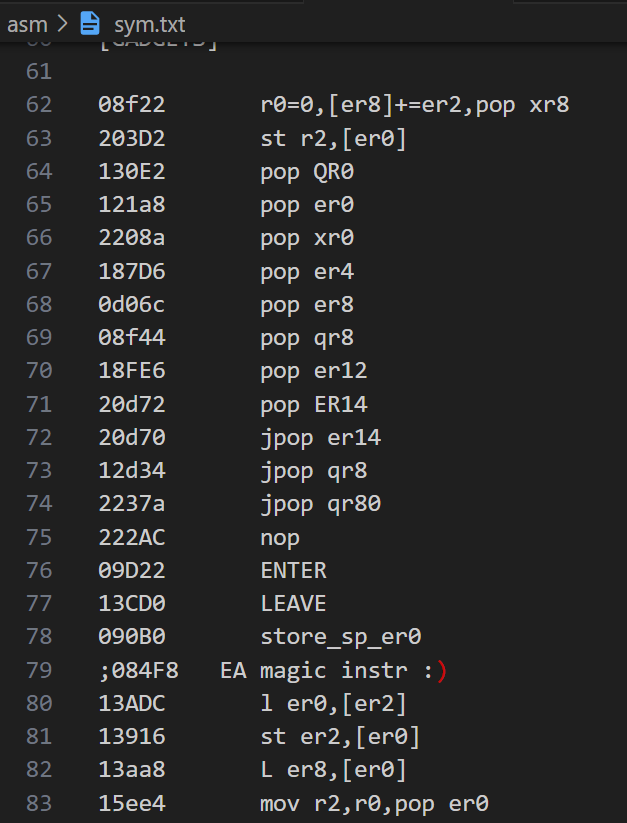 asm > sym.txt
60 [GADGETS]
61
62 08f22 r0=0,[er8]+=er2,pop xr8
63 203D2 st r2,[er0]
64 130E2 pop QR0
65 121a8 pop er0
66 2208a pop xr0
67 187D6 pop er4
68 0d06c pop er8
69 08f44 pop qr8
70 18FE6 pop er12
71 20d72 pop ER14
72 20d70 jpop er14
73 12d34 jpop qr8
74 2237a jpop qr80
75 222AC nop
76 09D22 ENTER
77 13CD0 LEAVE
78 090B0 store_sp_er0
79 ;084F8 EA magic instr :)
80 13ADC l er0,[er2]
81 13916 st er2,[er0]
82 13aa8 L er8,[er0]
83 15ee4 mov r2,r0,pop er0